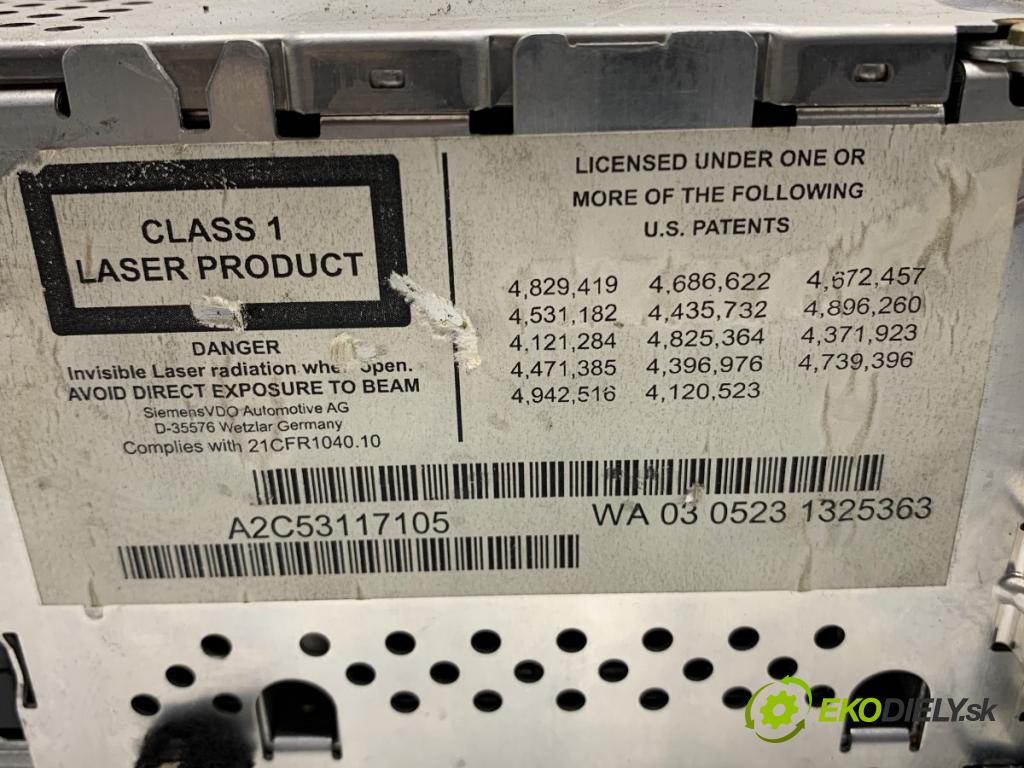 CLASS 1
LASER PRODUCT
DANGER
Invisible Laser radiation open.
AVOID DIRECT EXPOSURE TO BEAM
SiemensVDO Automotive AG
D-35576 Wetzlar Germany
Complies with 21CFR1040.10
LICENSED UNDER ONE OR
MORE OF THE FOLLOWING
U.S. PATENTS
4,829,419 4,686,622 4,672,457
4,531,182 4,435,732 4,896,260
4,121,284 4,825,364 4,371,923
4,471,385 4,396,976 4,739,396
4,942,516 4,120,523
A2C53117105
WA 03 0523 1325363
EKODIELY.sk